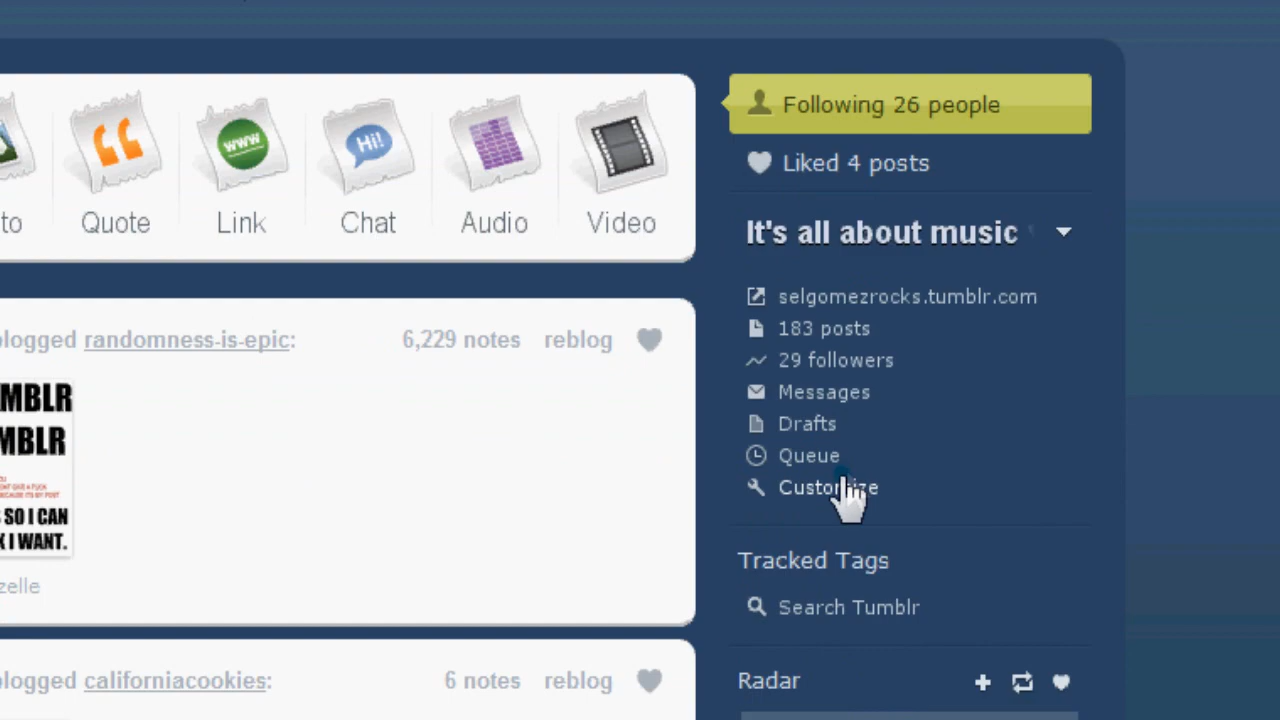 Following 26 people
Liked 4 posts
to Quote Link Chat Audio Video
www
Hi!
It's all about music
selgomezrocks.tumblr.com
183 posts
29 followers
Messages
Drafts
Queue
Customize
Tracked Tags
Search Tumblr
Radar
logged randomness-is-epic: 6,229 notes reblog
MBLR
MBLR
SO I CAN
I WANT.
zelle
logged californiacookies: 6 notes reblog